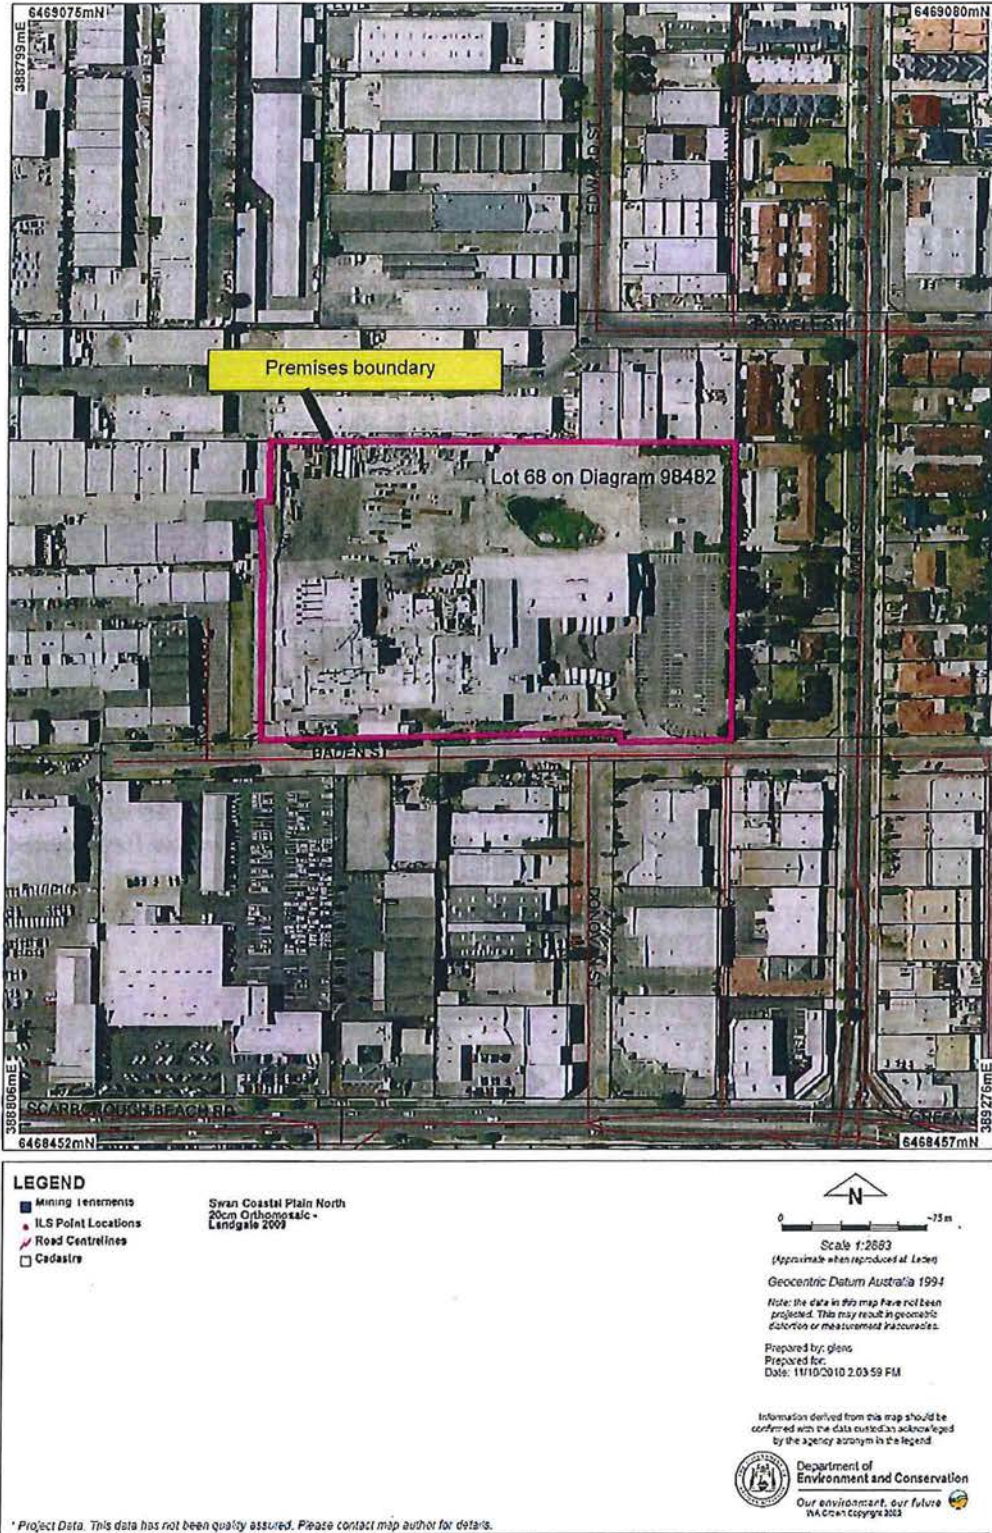 6469075mN
6469080mN
388799mE
EDWARD ST
POWELL ST
Premises boundary
Lot 68 on Diagram 98482
BADEN ST
DONOVAN ST
388806mE
389276mE
SCARBOROUGH BEACH RD
GREEN
6468452mN
6468457mN
LEGEND
Mining Tenements
ILS Point Locations
Road Centrelines
Cadastre
Swan Coastal Plain North
20cm Orthomosaic -
Landgate 2009
N
0
~75 m
Scale 1:2683
(Approximate when reproduced at Letter)
Geocentric Datum Australia 1994
Note: the data in this map have not been
projected. This may result in geometric
distortion or measurement inaccuracies.
Prepared by: glens
Prepared for:
Date: 11/10/2010 2:03:59 PM
Information derived from this map should be
confirmed with the data custodian acknowleged
by the agency acronym in the legend
Department of
Environment and Conservation
Our environment, our future
WA Crown Copyright 2002
* Project Data. This data has not been quality assured. Please contact map author for details.